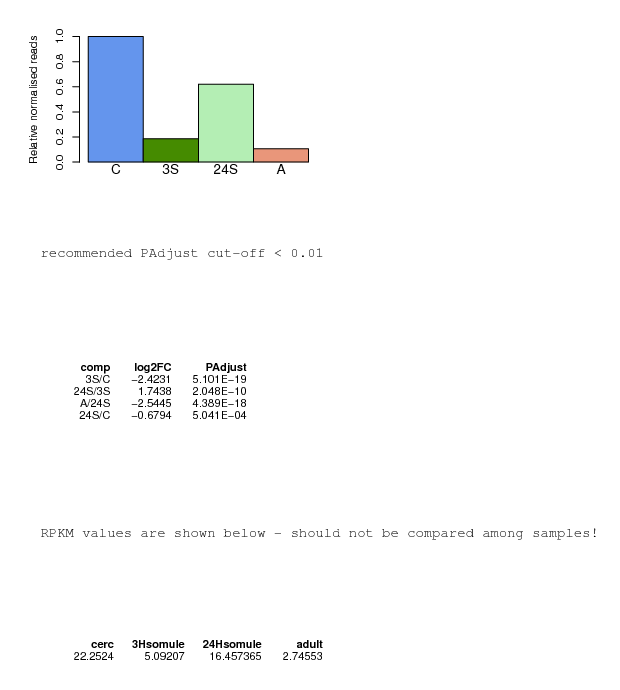 Relative normalised reads
1.0
0.8
0.6
0.4
0.2
0.0
C 3S 24S A
recommended PAdjust cut-off < 0.01
comp log2FC PAdjust
3S/C −2.4231 5.101E−19
24S/3S 1.7438 2.048E−10
A/24S −2.5445 4.389E−18
24S/C −0.6794 5.041E−04
RPKM values are shown below - should not be compared among samples!
cerc 3Hsomule 24Hsomule adult
22.2524 5.09207 16.457365 2.74553